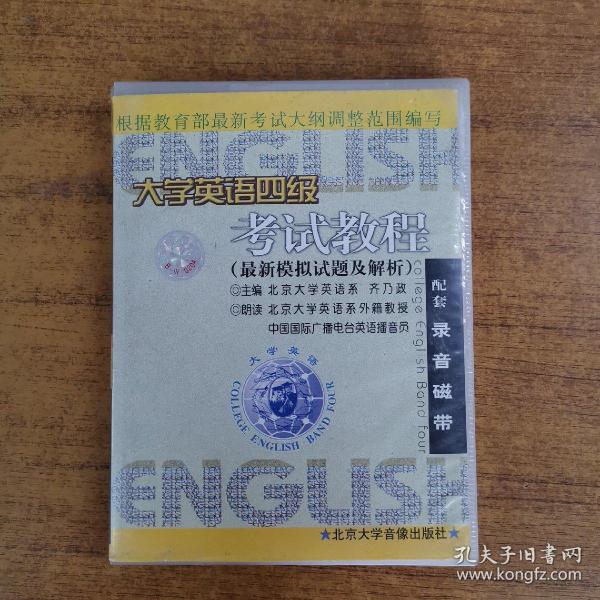 根据教育部最新考试大纲调整范围编写
ENGLISH
大学英语四级
考试教程
(最新模拟试题及解析)
◎主编 北京大学英语系 齐乃政
◎朗读 北京大学英语系外籍教授
中国国际广播电台英语播音员
College English Band four
配套录音磁带
大学英语
COLLEGE ENGLISH BAND FOUR
ENGLISH
★北京大学音像出版社★
孔夫子旧书网
www.kongfz.com